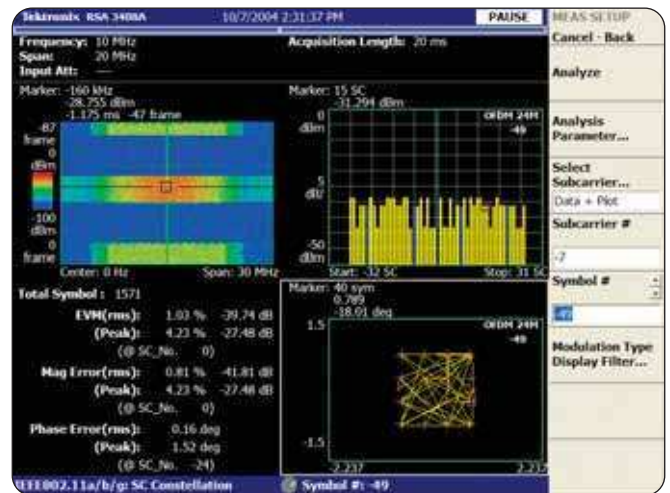 Tektronix RSA 3408A 10/7/2004 2:31:37 PM PAUSE MEAS SETUP
Cancel - Back
Frequency: 10 MHz Acquisition Length: 20 ms
Span: 20 MHz
Input Att: ---
Analyze
Marker: -160 kHz
-28.755 dBm
-1.175 ms -47 frame
-87
frame
0
dBm
-100
dBm
0
frame
Center: 0 Hz Span: 30 MHz
Marker: 15 SC
-31.294 dBm
0
dBm
OFDM 24M
-49
5
dB/
-50
dBm
Start: -32 SC Stop: 31 SC
Analysis
Parameter...
Select
Subcarrier...
Data + Pilot
Subcarrier #
-7
Symbol #
-49
Modulation Type
Display Filter...
Total Symbol : 1571
EVM(rms): 1.03 % -39.74 dB
(Peak): 4.23 % -27.48 dB
(@ SC_No. 0)
Mag Error(rms): 0.81 % -41.81 dB
(Peak): 4.23 % -27.48 dB
(@ SC_No. 0)
Phase Error(rms): 0.16 deg
(Peak): 1.52 deg
(@ SC_No. -24)
Marker: 40 sym
0.789
-18.01 deg
1.5
OFDM 24M
-49
-1.5
-2.237 2.237
IEEE802.11a/b/g: SC Constellation Symbol #: -49